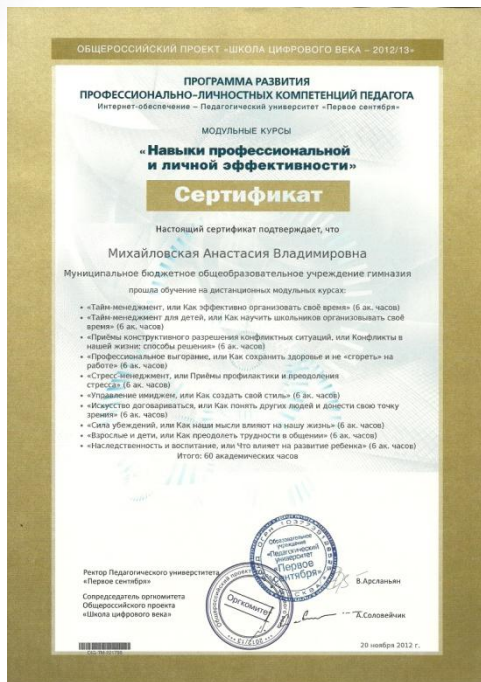 ОБЩЕРОССИЙСКИЙ ПРОЕКТ «ШКОЛА ЦИФРОВОГО ВЕКА – 2012/13»
ПРОГРАММА РАЗВИТИЯ
ПРОФЕССИОНАЛЬНО-ЛИЧНОСТНЫХ КОМПЕТЕНЦИЙ ПЕДАГОГА
Интернет-обеспечение – Педагогический университет «Первое сентября»
МОДУЛЬНЫЕ КУРСЫ
«Навыки профессиональной
и личной эффективности»
Сертификат
Настоящий сертификат подтверждает, что
Михайловская Анастасия Владимировна
Муниципальное бюджетное общеобразовательное учреждение гимназия
прошла обучение на дистанционных модульных курсах:
• «Тайм-менеджмент, или Как эффективно организовать своё время» (6 ак. часов)
• «Тайм-менеджмент для детей, или Как научить школьников организовывать своё
время» (6 ак. часов)
• «Приёмы конструктивного разрешения конфликтных ситуаций, или Конфликты в
нашей жизни: способы решения» (6 ак. часов)
• «Профессиональное выгорание, или Как сохранить здоровье и не «сгореть» на
работе» (6 ак. часов)
• «Стресс-менеджмент, или Приёмы профилактики и преодоления
стресса» (6 ак. часов)
• «Управление имиджем, или Как создать свой стиль» (6 ак. часов)
• «Искусство договариваться, или Как понять других людей и донести свою точку
зрения» (6 ак. часов)
• «Сила убеждений, или Как наши мысли влияют на нашу жизнь» (6 ак. часов)
• «Взрослые и дети, или Как преодолеть трудности в общении» (6 ак. часов)
• «Наследственность и воспитание, или Что влияет на развитие ребенка» (6 ак. часов)
Итого: 60 академических часов
Образовательное
учреждение
«Педагогический
университет
«Первое
сентября»
Ректор Педагогического университета
«Первое сентября»
В.Арсланьян
Сопредседатель оргкомитета
Общероссийского проекта
«Школа цифрового века»
Оргкомитет
А.Соловейчик
20 ноября 2012 г.